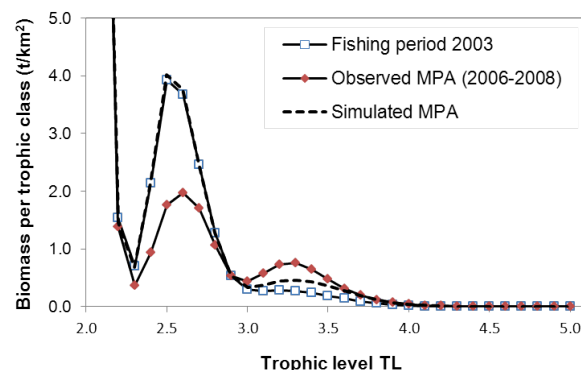 Biomass per trophic class (t/km²)
5.0
4.0
3.0
2.0
1.0
0.0
Fishing period 2003
Observed MPA (2006-2008)
Simulated MPA
2.0 2.5 3.0 3.5 4.0 4.5 5.0
Trophic level TL